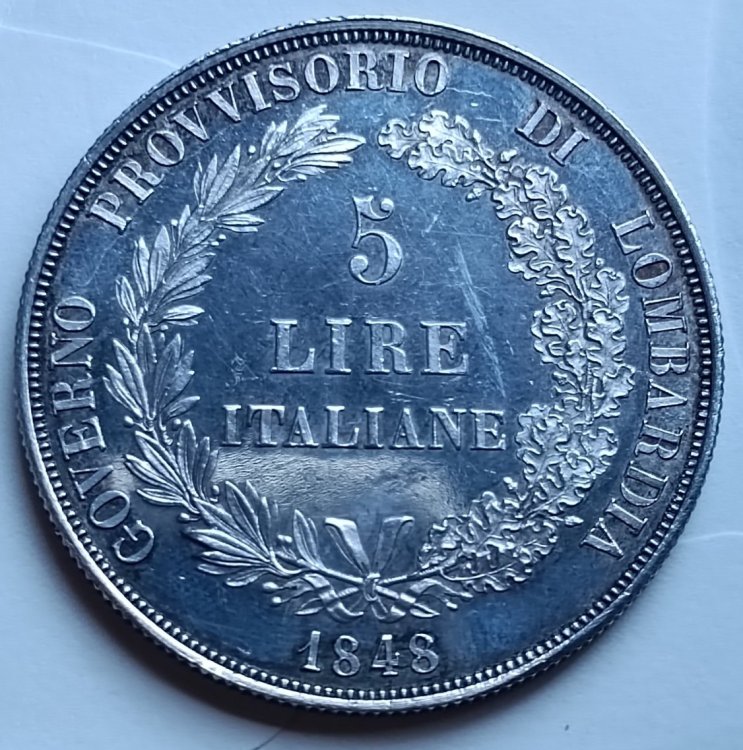 GOVERNO PROVVISORIO DI LOMBARDIA
5
LIRE
ITALIANE
1848